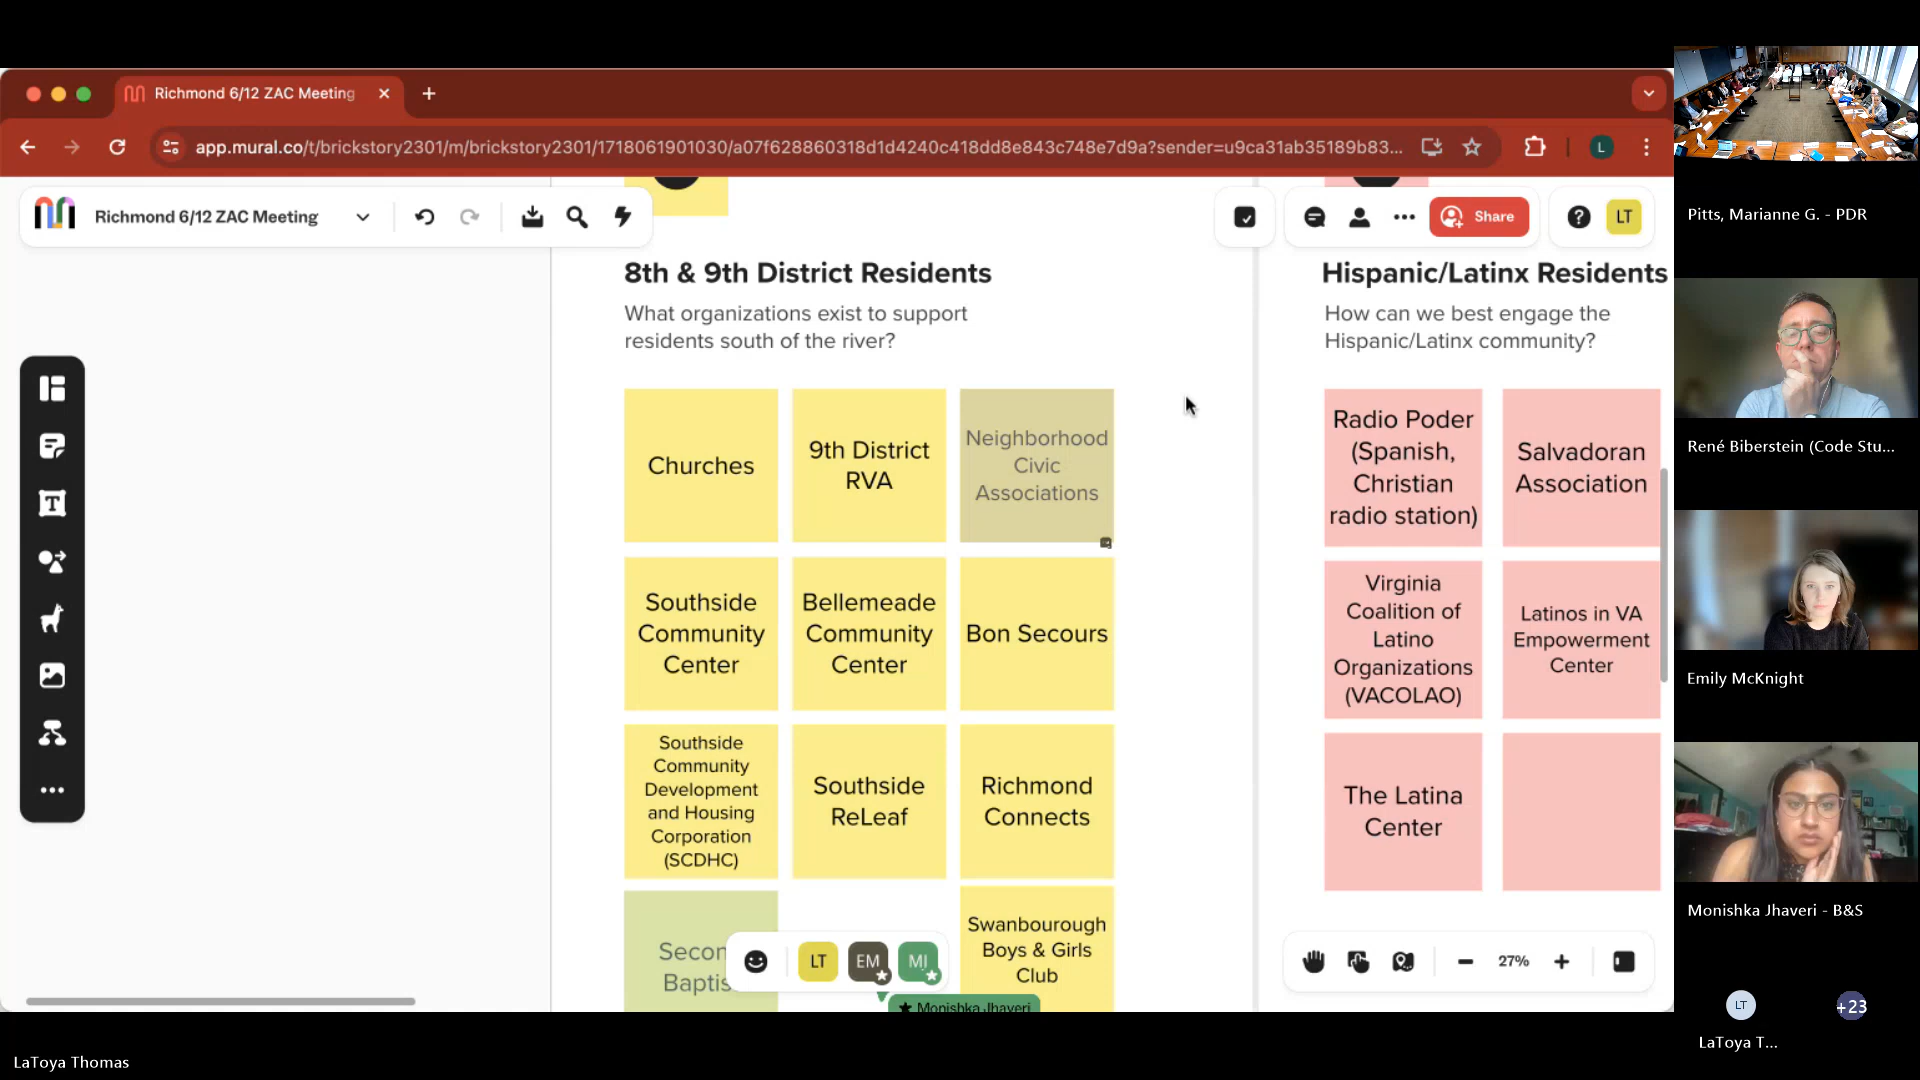 Richmond 6/12 ZAC Meeting
app.mural.co/t/brickstory2301/m/brickstory2301/1718061901030/a07f628860318d1d4240c418dd8e843c748e7d9a?sender=u9ca31ab35189b83...
L
Richmond 6/12 ZAC Meeting
Share
LT
8th & 9th District Residents
What organizations exist to support
residents south of the river?
Churches
9th District
RVA
Neighborhood
Civic
Associations
Southside
Community
Center
Bellemeade
Community
Center
Bon Secours
Southside
Community
Development
and Housing
Corporation
(SCDHC)
Southside
ReLeaf
Richmond
Connects
Secon
Baptis
Swanbourough
Boys & Girls
Club
Hispanic/Latinx Residents
How can we best engage the
Hispanic/Latinx community?
Radio Poder
(Spanish,
Christian
radio station)
Salvadoran
Association
Virginia
Coalition of
Latino
Organizations
(VACOLAO)
Latinos in VA
Empowerment
Center
The Latina
Center
LT
EM
MJ
Monishka Jhaveri
27%
Pitts, Marianne G. - PDR
René Biberstein (Code Stu...
Emily McKnight
Monishka Jhaveri - B&S
LT
+23
LaToya T...
LaToya Thomas